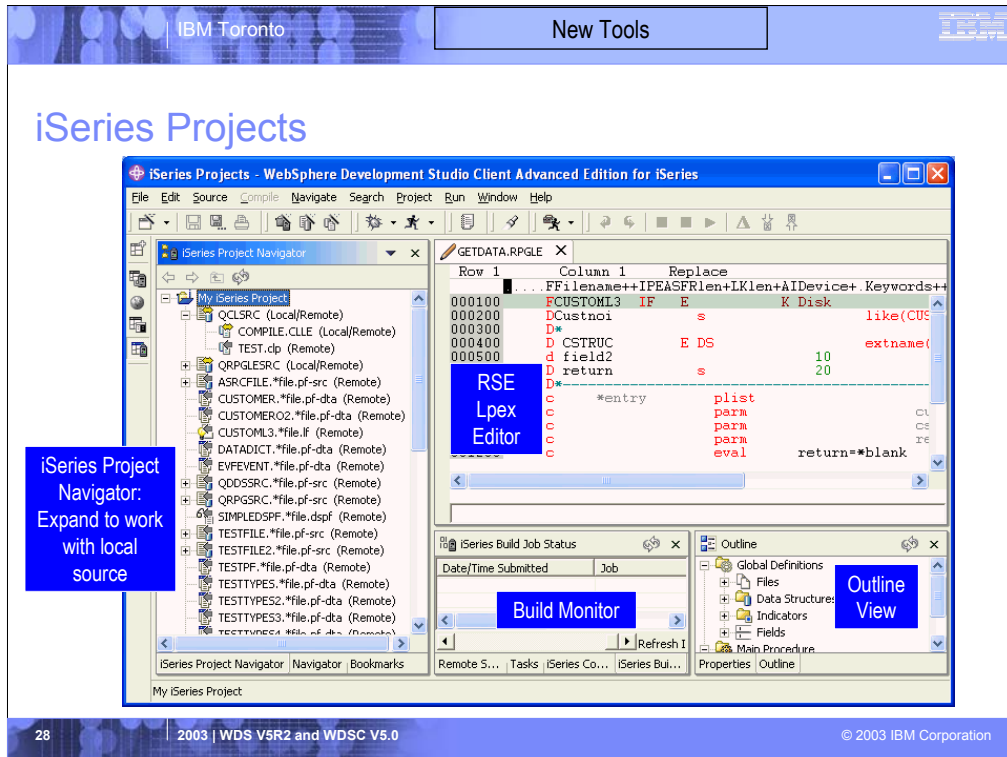 IBM Toronto
New Tools
IBM
iSeries Projects
iSeries Projects - WebSphere Development Studio Client Advanced Edition for iSeries
File Edit Source Compile Navigate Search Project Run Window Help
iSeries Project Navigator
My iSeries Project
QCLSRC (Local/Remote)
COMPILE.CLLE (Local/Remote)
TEST.clp (Remote)
QRPGLESRC (Local/Remote)
ASRCFILE.*file.pf-src (Remote)
CUSTOMER.*file.pf-dta (Remote)
CUSTOMERO2.*file.pf-dta (Remote)
CUSTOML3.*file.lf (Remote)
DATADICT.*file.pf-dta (Remote)
EVFEVENT.*file.pf-dta (Remote)
QDDSSRC.*file.pf-src (Remote)
QRPGSRC.*file.pf-src (Remote)
SIMPLEDSPF.*file.dspf (Remote)
TESTFILE.*file.pf-src (Remote)
TESTFILE2.*file.pf-src (Remote)
TESTPF.*file.pf-dta (Remote)
TESTTYPES.*file.pf-dta (Remote)
TESTTYPES2.*file.pf-dta (Remote)
TESTTYPES3.*file.pf-dta (Remote)
TESTTYPES4.*file.pf-dta (Remote)
iSeries Project Navigator Navigator Bookmarks
My iSeries Project
iSeries Project
Navigator:
Expand to work
with local
source
GETDATA.RPGLE
Row 1 Column 1 Replace
....FFilename++IPEASFRlen+LKlen+AIDevice+.Keywords++
000100 FCUSTOML3 IF E K Disk
000200 DCustnoi s like(CUS
000300 D*
000400 D CSTRUC E DS extname(
000500 d field2 10
D return s 20
D*
c *entry plist
c parm
c parm
c parm
c eval return=*blank
RSE
Lpex
Editor
iSeries Build Job Status
Date/Time Submitted Job
Build Monitor
Refresh I
Remote S... Tasks iSeries Co... iSeries Bui...
Outline
Global Definitions
Files
Data Structures
Indicators
Fields
Main Procedure
Outline
View
Properties Outline
28
2003 | WDS V5R2 and WDSC V5.0
© 2003 IBM Corporation